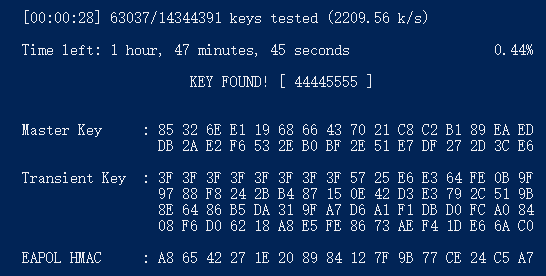 [00:00:28] 63037/14344391 keys tested (2209.56 k/s)
Time left: 1 hour, 47 minutes, 45 seconds 0.44%
KEY FOUND! [ 44445555 ]
Master Key : 85 32 6E E1 19 68 66 43 70 21 C8 C2 B1 89 EA ED
DB 2A E2 F6 53 2E B0 BF 2E 51 E7 DF 27 2D 3C E6
Transient Key : 3F 3F 3F 3F 3F 3F 3F 57 25 E6 E3 64 FE 0B 9F
97 88 F8 24 2B B4 87 15 0E 42 D3 E3 79 2C 51 9B
8E 64 86 B5 DA 31 9F A7 D6 A1 F1 DB D0 FC A0 84
08 F6 D0 62 18 A8 E5 FE 86 73 AE F4 1D E6 6A C0
EAPOL HMAC : A8 65 42 27 1E 20 89 84 12 7F 9B 77 CE 24 C5 A7